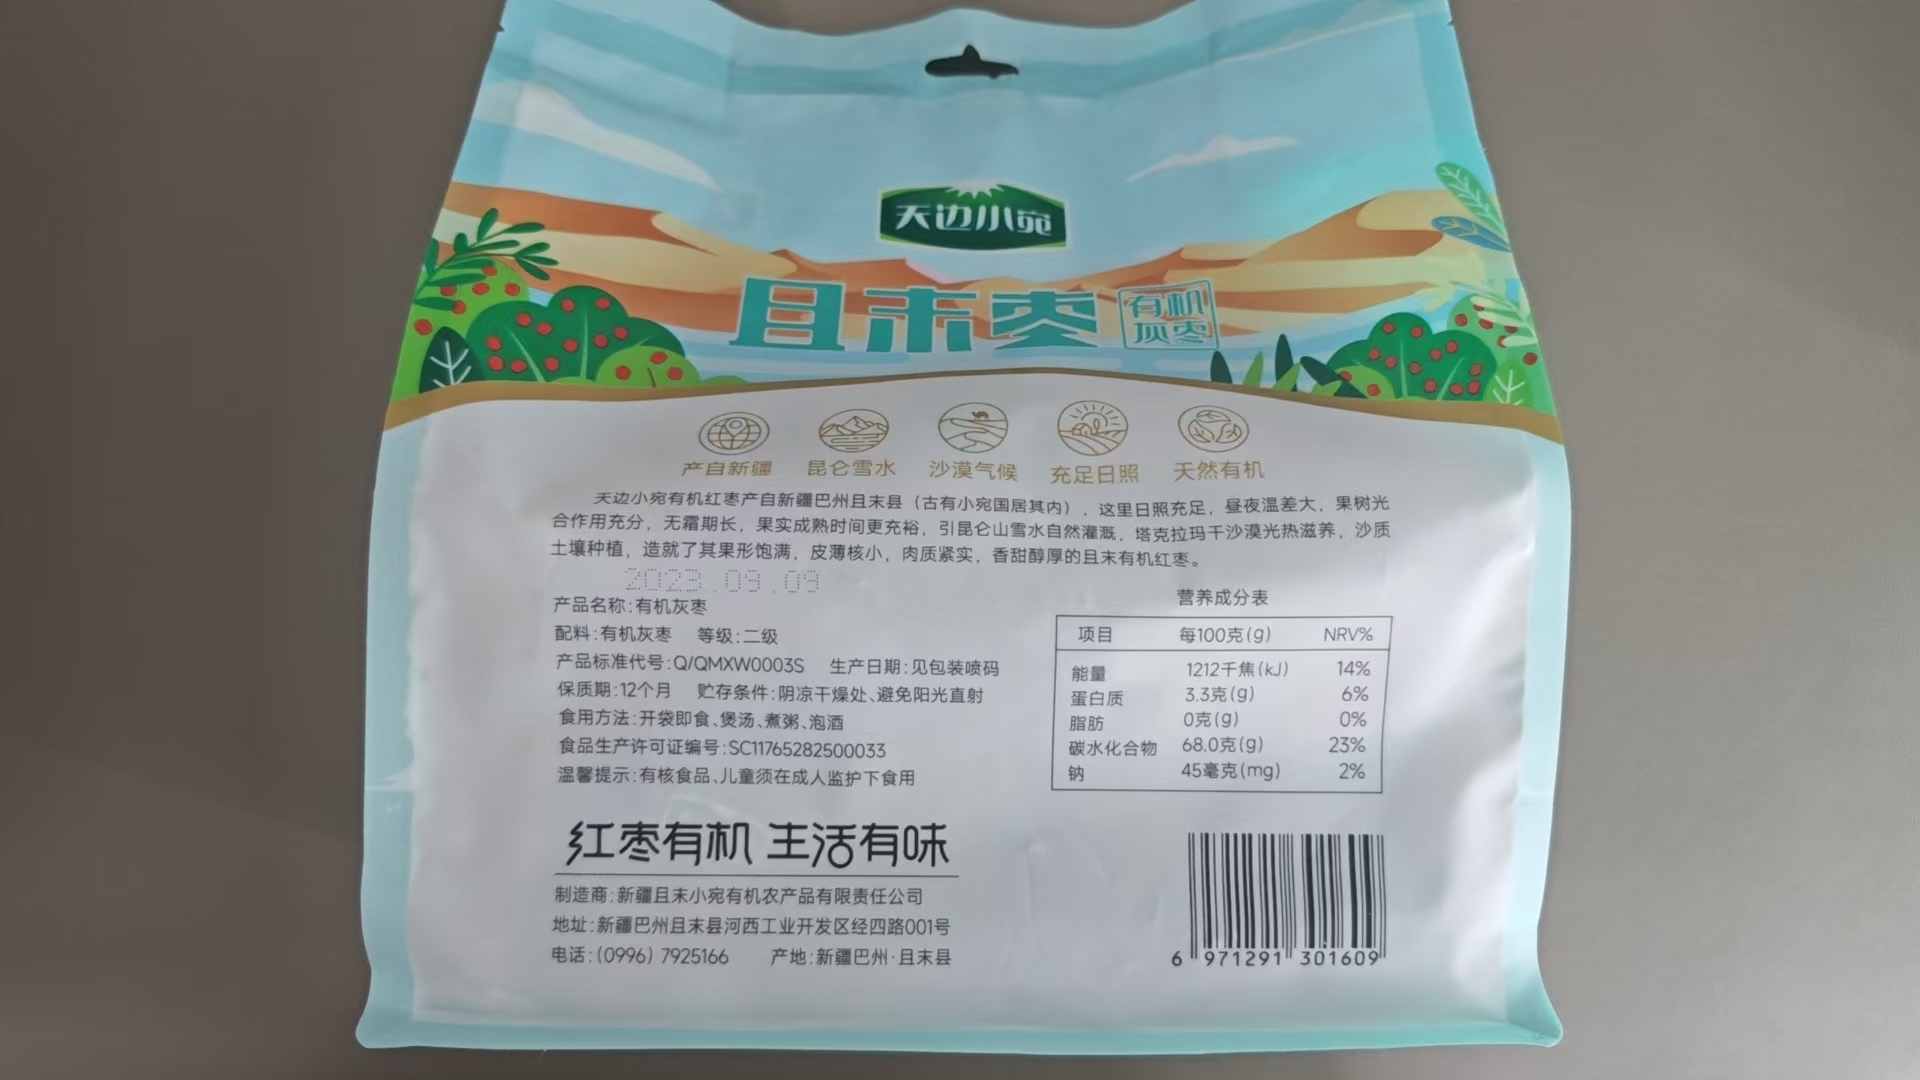 天边小宛
且末枣 有机灰枣
产自新疆 昆仑雪水 沙漠气候 充足日照 天然有机
天边小宛有机红枣产自新疆巴州且末县（古有小宛国居其内），这里日照充足，昼夜温差大，果树光
合作用充分，无霜期长，果实成熟时间更充裕，引昆仑山雪水自然灌溉，塔克拉玛干沙漠光热滋养，沙质
土壤种植，造就了其果形饱满，皮薄核小，肉质紧实，香甜醇厚的且末有机红枣。
2023.09.09
产品名称:有机灰枣
配料:有机灰枣 等级:二级
产品标准代号:Q/QMXW0003S 生产日期:见包装喷码
保质期:12个月 贮存条件:阴凉干燥处、避免阳光直射
食用方法:开袋即食、煲汤、煮粥、泡酒
食品生产许可证编号:SC11765282500033
温馨提示:有核食品、儿童须在成人监护下食用
营养成分表
项目 每100克(g) NRV%
能量 1212千焦(kJ) 14%
蛋白质 3.3克(g) 6%
脂肪 0克(g) 0%
碳水化合物 68.0克(g) 23%
钠 45毫克(mg) 2%
红枣有机 生活有味
制造商:新疆且末小宛有机农产品有限责任公司
地址:新疆巴州且末县河西工业开发区经四路001号
电话:(0996) 7925166 产地:新疆巴州·且末县
6 971291 301609